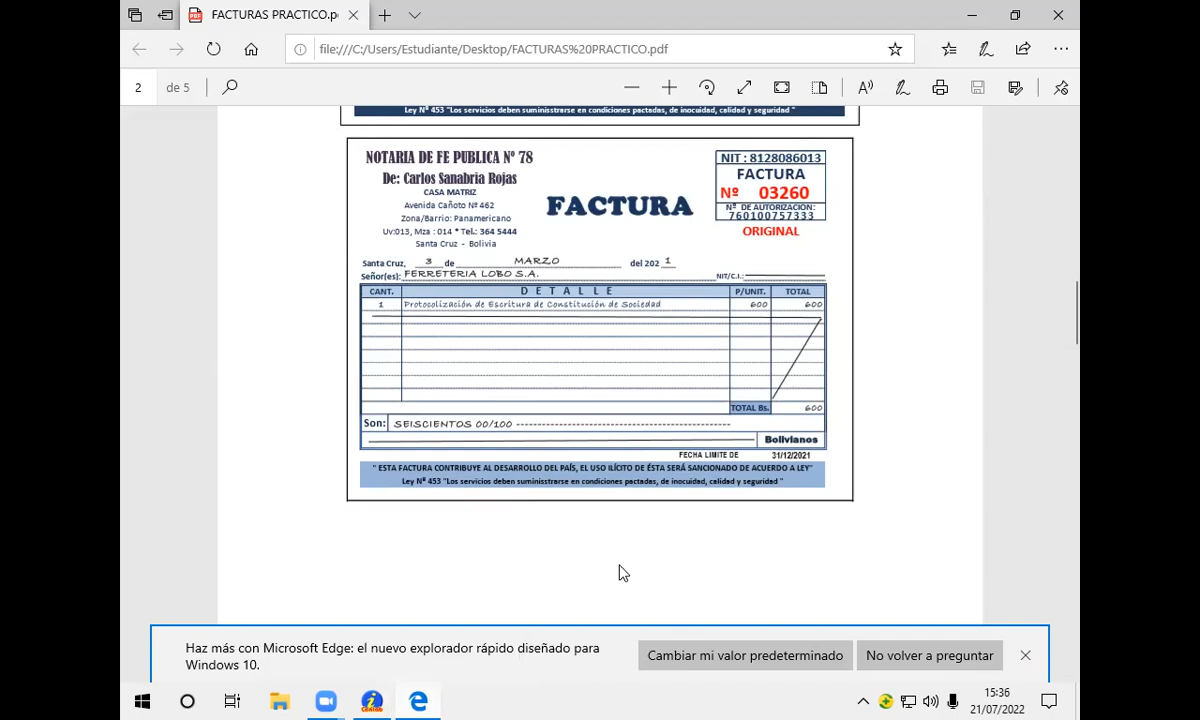 FACTURAS PRACTICO.p
file:///C:/Users/Estudiante/Desktop/FACTURAS%20PRACTICO.pdf
2 de 5
Ley Nº 453 "Los servicios deben suminisstrarse en condiciones pactadas, de inocuidad, calidad y seguridad "
NOTARIA DE FE PUBLICA Nº 78
De: Carlos Sanabria Rojas
CASA MATRIZ
Avenida Cañoto Nº 462
Zona/Barrio: Panamericano
Uv:013, Mza : 014 * Tel.: 364 5444
Santa Cruz - Bolivia
FACTURA
NIT : 8128086013
FACTURA
Nº 03260
Nº DE AUTORIZACIÓN:
760100757333
ORIGINAL
Santa Cruz, 3 de MARZO del 202 1
Señor(es): FERRETERIA LOBO S.A. NIT/C.I.:
CANT. DETALLE P/UNIT. TOTAL
1 Protocolización de Escritura de Constitución de Sociedad 600 600
TOTAL Bs. 600
Son: SEISCIENTOS 00/100
Bolivianos
FECHA LIMITE DE 31/12/2021
" ESTA FACTURA CONTRIBUYE AL DESARROLLO DEL PAÍS, EL USO ILÍCITO DE ÉSTA SERÁ SANCIONADO DE ACUERDO A LEY"
Ley Nº 453 "Los servicios deben suminisstrarse en condiciones pactadas, de inocuidad, calidad y seguridad "
Haz más con Microsoft Edge: el nuevo explorador rápido diseñado para
Windows 10.
Cambiar mi valor predeterminado
No volver a preguntar
15:36
21/07/2022